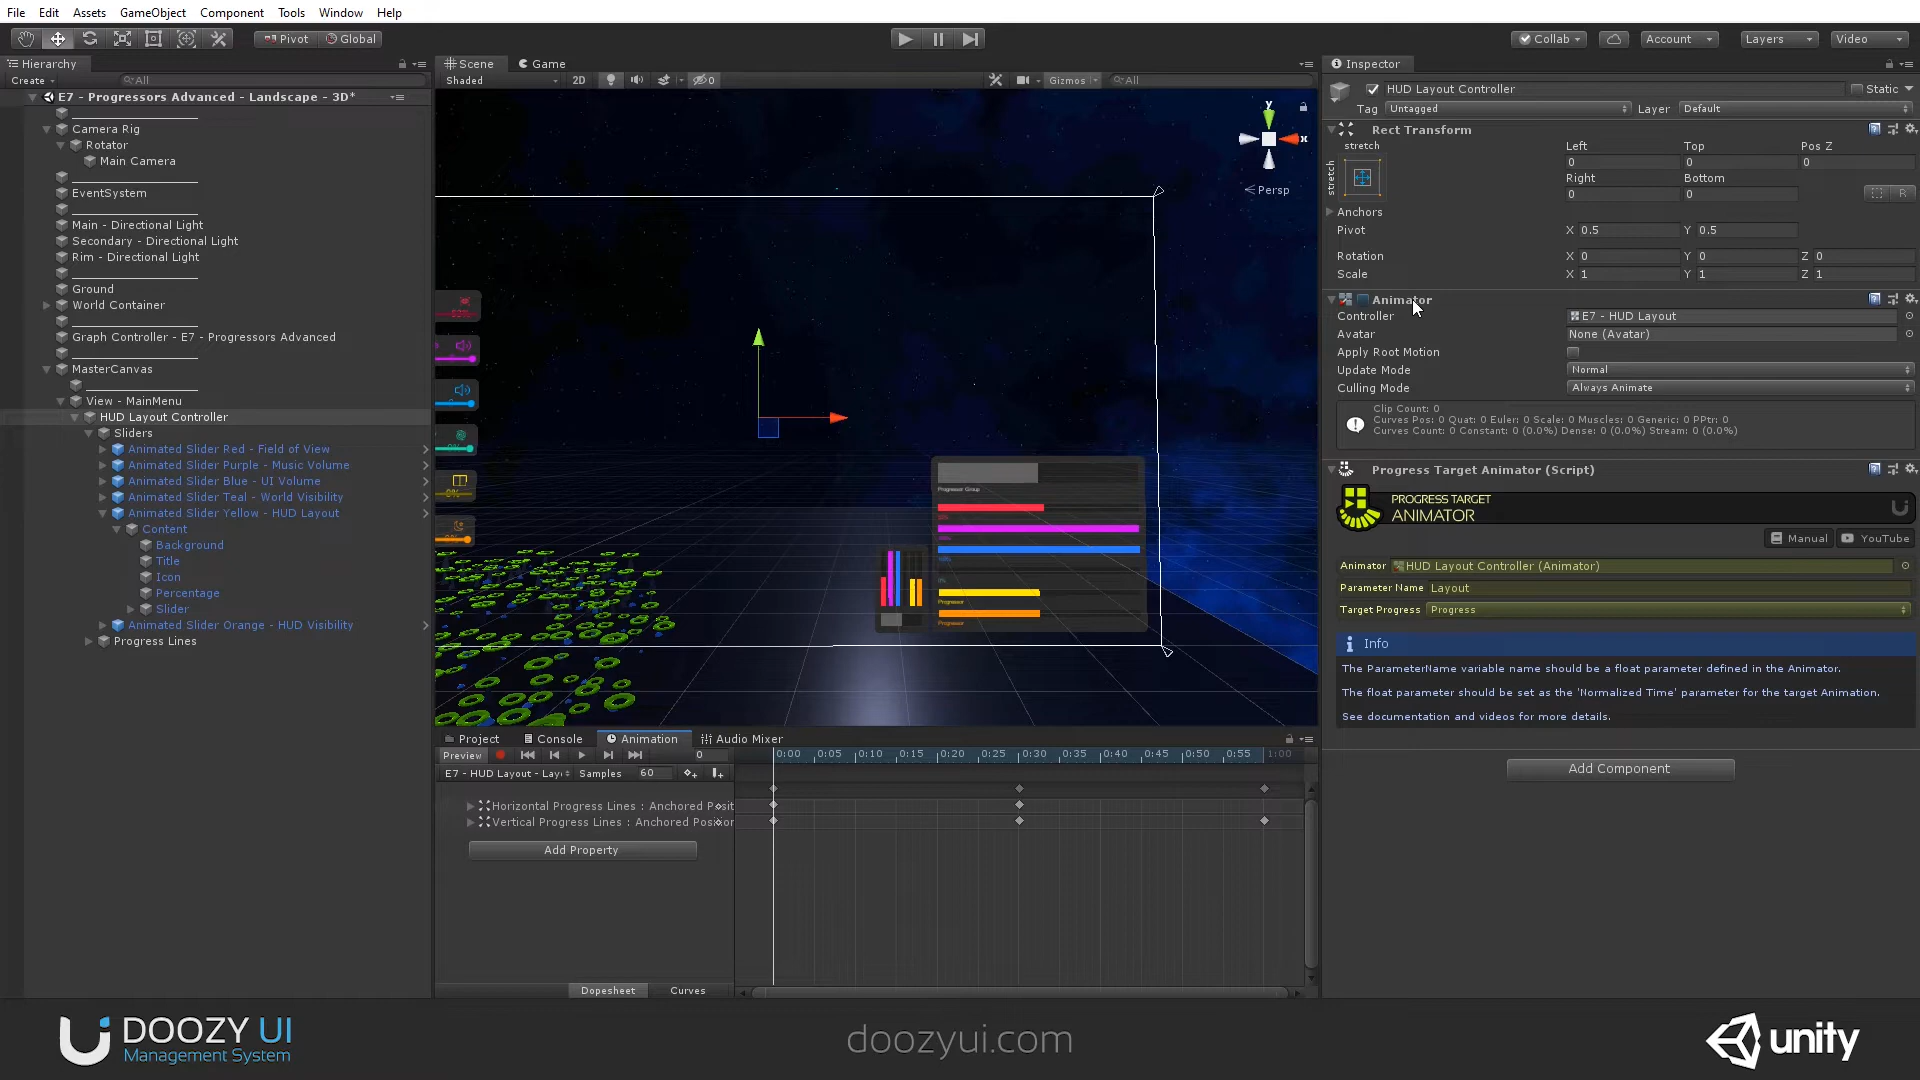 File Edit Assets GameObject Component Tools Window Help
Pivot Global
Collab Account Layers Video
Hierarchy
Create All
E7 - Progressors Advanced - Landscape - 3D*
Camera Rig
Rotator
Main Camera
EventSystem
Main - Directional Light
Secondary - Directional Light
Rim - Directional Light
Ground
World Container
Graph Controller - E7 - Progressors Advanced
MasterCanvas
View - MainMenu
HUD Layout Controller
Sliders
Animated Slider Red - Field of View
Animated Slider Purple - Music Volume
Animated Slider Blue - UI Volume
Animated Slider Teal - World Visibility
Animated Slider Yellow - HUD Layout
Content
Background
Title
Icon
Percentage
Slider
Animated Slider Orange - HUD Visibility
Progress Lines
Scene Game
Shaded 2D 0 Gizmos All
y
x
Persp
Progressor Group
Progressor
Progressor
Project Console Animation Audio Mixer
Preview 0
0:00 0:05 0:10 0:15 0:20 0:25 0:30 0:35 0:40 0:45 0:50 0:55 1:00
E7 - HUD Layout - Lay Samples 60
Horizontal Progress Lines : Anchored Posit
Vertical Progress Lines : Anchored Position
Add Property
Dopesheet Curves
Inspector
HUD Layout Controller Static
Tag Untagged Layer Default
Rect Transform
stretch
stretch
Left Top Pos Z
0 0 0
Right Bottom
0 0 R
Anchors
Pivot X 0.5 Y 0.5
Rotation X 0 Y 0 Z 0
Scale X 1 Y 1 Z 1
Animator
Controller E7 - HUD Layout
Avatar None (Avatar)
Apply Root Motion
Update Mode Normal
Culling Mode Always Animate
Clip Count: 0
Curves Pos: 0 Quat: 0 Euler: 0 Scale: 0 Muscles: 0 Generic: 0 PPtr: 0
Curves Count: 0 Constant: 0 (0.0%) Dense: 0 (0.0%) Stream: 0 (0.0%)
Progress Target Animator (Script)
PROGRESS TARGET
ANIMATOR
Manual YouTube
Animator HUD Layout Controller (Animator)
Parameter Name Layout
Target Progress Progress
Info
The ParameterName variable name should be a float parameter defined in the Animator.
The float parameter should be set as the 'Normalized Time' parameter for the target Animation.
See documentation and videos for more details.
Add Component
DOOZY UI
Management System
doozyui.com
unity